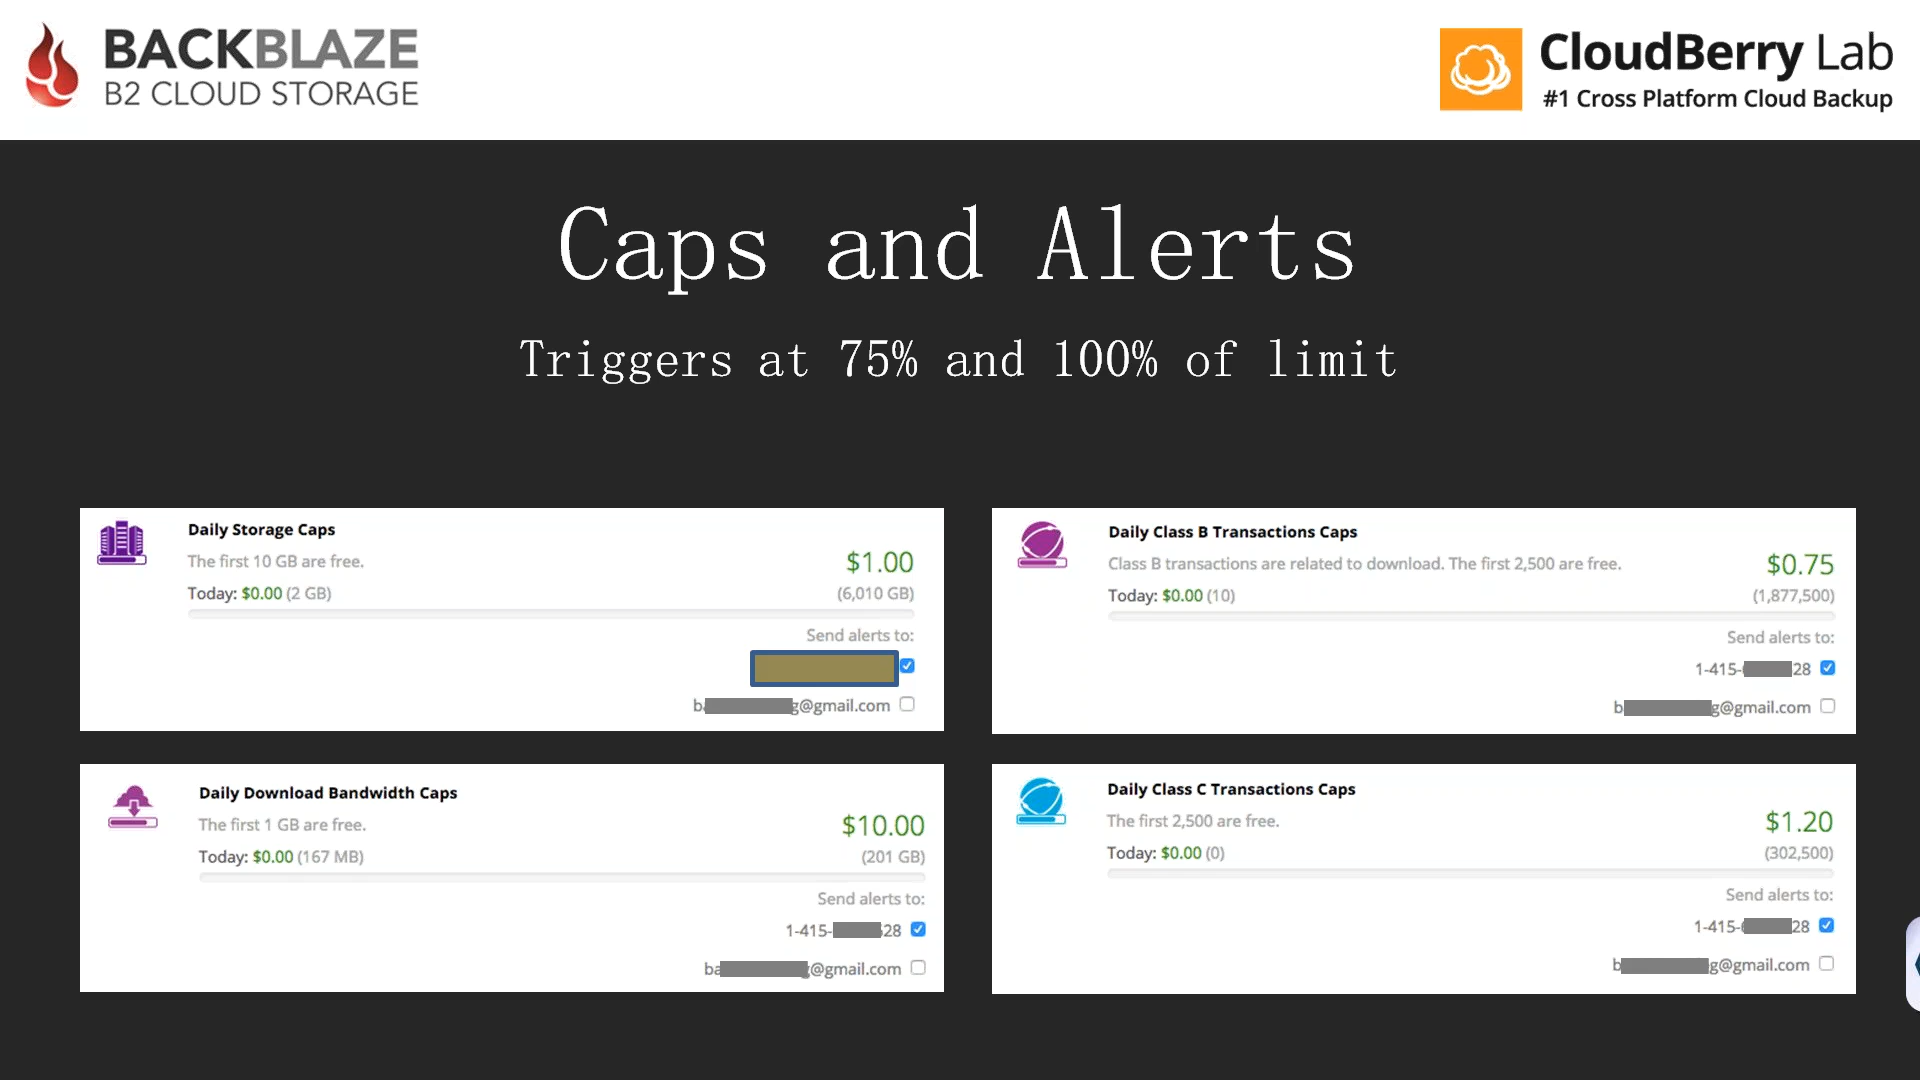 BACKBLAZE
B2 CLOUD STORAGE
CloudBerry Lab
#1 Cross Platform Cloud Backup
Caps and Alerts
Triggers at 75% and 100% of limit
Daily Storage Caps
The first 10 GB are free.
$1.00
Today: $0.00 (2 GB)
(6,010 GB)
Send alerts to:
b g@gmail.com
Daily Class B Transactions Caps
Class B transactions are related to download. The first 2,500 are free.
$0.75
Today: $0.00 (10)
(1,877,500)
Send alerts to:
1-415- 28
b g@gmail.com
Daily Download Bandwidth Caps
The first 1 GB are free.
$10.00
Today: $0.00 (167 MB)
(201 GB)
Send alerts to:
1-415- 28
ba @gmail.com
Daily Class C Transactions Caps
The first 2,500 are free.
$1.20
Today: $0.00 (0)
(302,500)
Send alerts to:
1-415- 28
b g@gmail.com